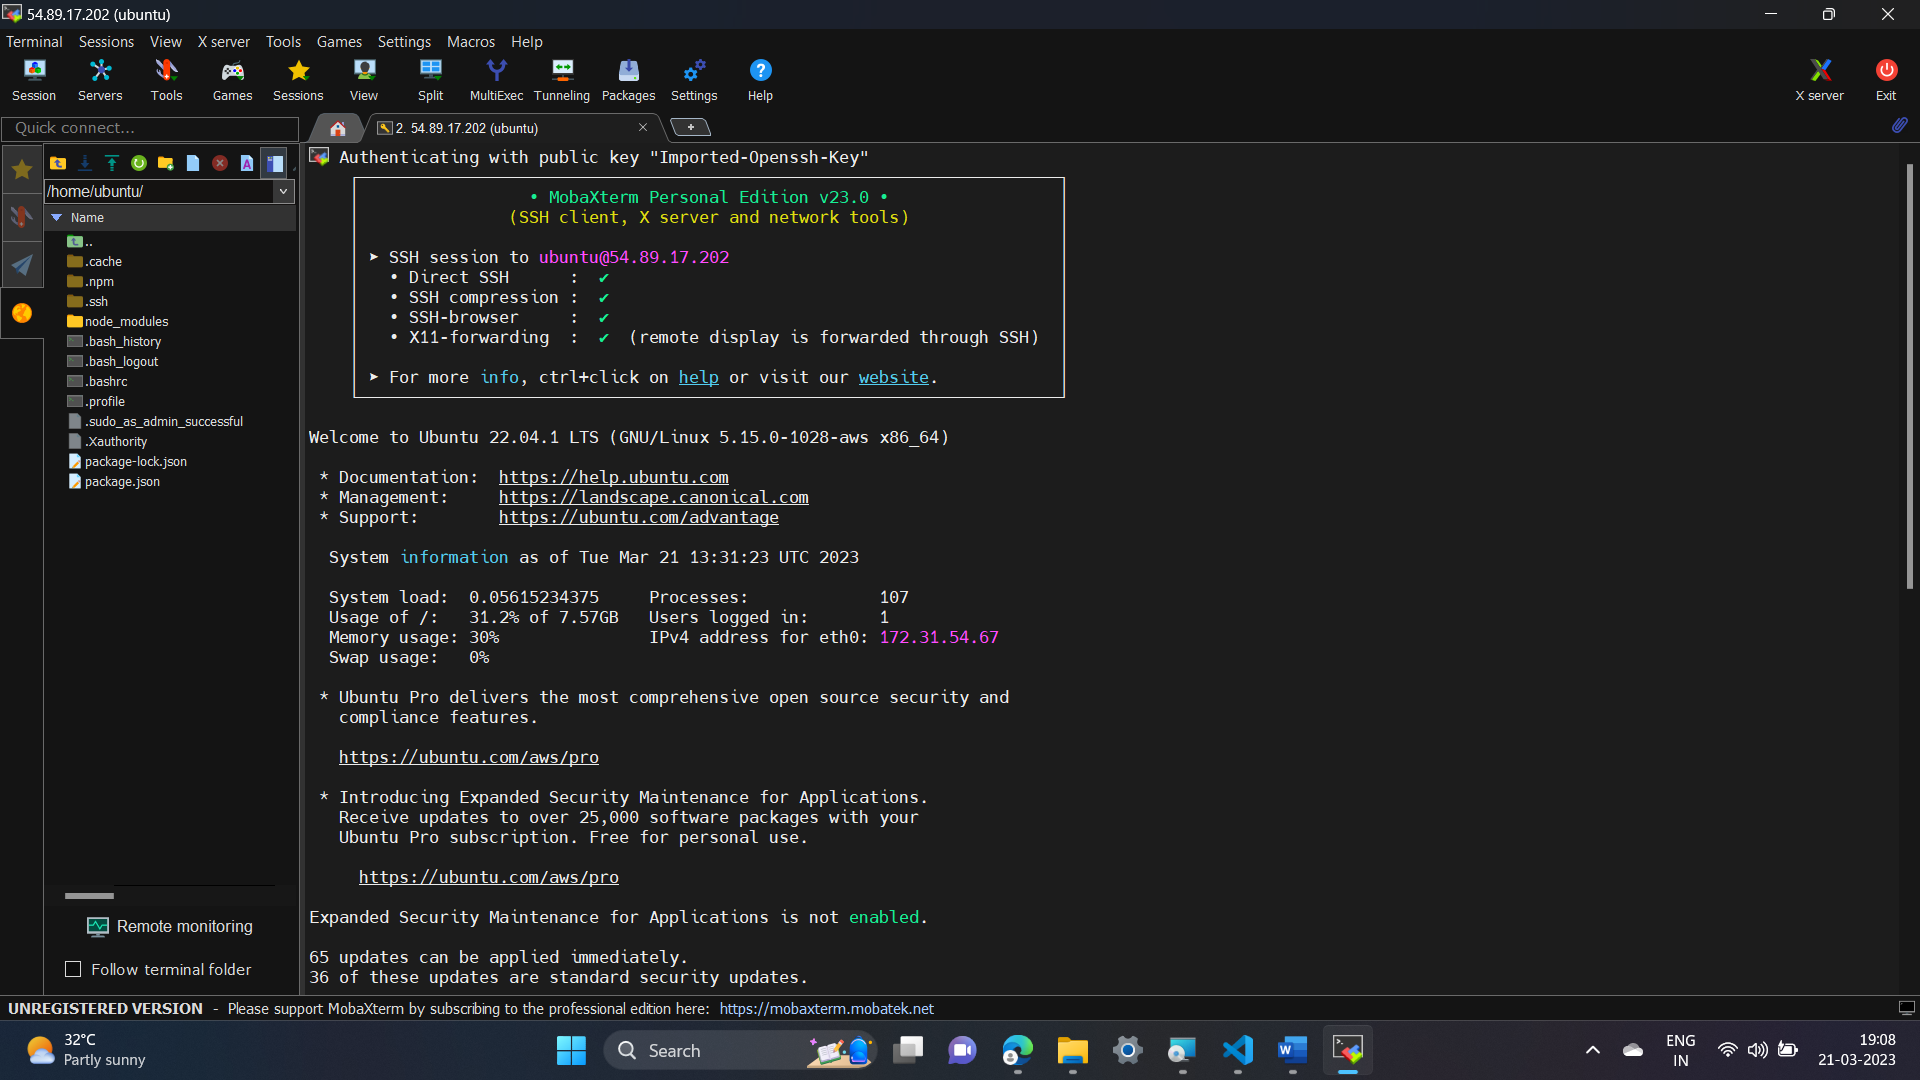 54.89.17.202 (ubuntu)
Terminal Sessions View X server Tools Games Settings Macros Help
Session Servers Tools Games Sessions View Split MultiExec Tunneling Packages Settings Help X server Exit
Quick connect...
2. 54.89.17.202 (ubuntu)
/home/ubuntu/
Name
..
.cache
.npm
.ssh
node_modules
.bash_history
.bash_logout
.bashrc
.profile
.sudo_as_admin_successful
.Xauthority
package-lock.json
package.json
Remote monitoring
Follow terminal folder
Authenticating with public key "Imported-Openssh-Key"
• MobaXterm Personal Edition v23.0 •
(SSH client, X server and network tools)
➤ SSH session to ubuntu@54.89.17.202
• Direct SSH : ✔
• SSH compression : ✔
• SSH-browser : ✔
• X11-forwarding : ✔ (remote display is forwarded through SSH)
➤ For more info, ctrl+click on help or visit our website.
Welcome to Ubuntu 22.04.1 LTS (GNU/Linux 5.15.0-1028-aws x86_64)
* Documentation: https://help.ubuntu.com
* Management: https://landscape.canonical.com
* Support: https://ubuntu.com/advantage
System information as of Tue Mar 21 13:31:23 UTC 2023
System load: 0.05615234375 Processes: 107
Usage of /: 31.2% of 7.57GB Users logged in: 1
Memory usage: 30% IPv4 address for eth0: 172.31.54.67
Swap usage: 0%
* Ubuntu Pro delivers the most comprehensive open source security and
compliance features.
https://ubuntu.com/aws/pro
* Introducing Expanded Security Maintenance for Applications.
Receive updates to over 25,000 software packages with your
Ubuntu Pro subscription. Free for personal use.
https://ubuntu.com/aws/pro
Expanded Security Maintenance for Applications is not enabled.
65 updates can be applied immediately.
36 of these updates are standard security updates.
UNREGISTERED VERSION - Please support MobaXterm by subscribing to the professional edition here: https://mobaxterm.mobatek.net
32°C
Partly sunny
Search
ENG
IN
19:08
21-03-2023